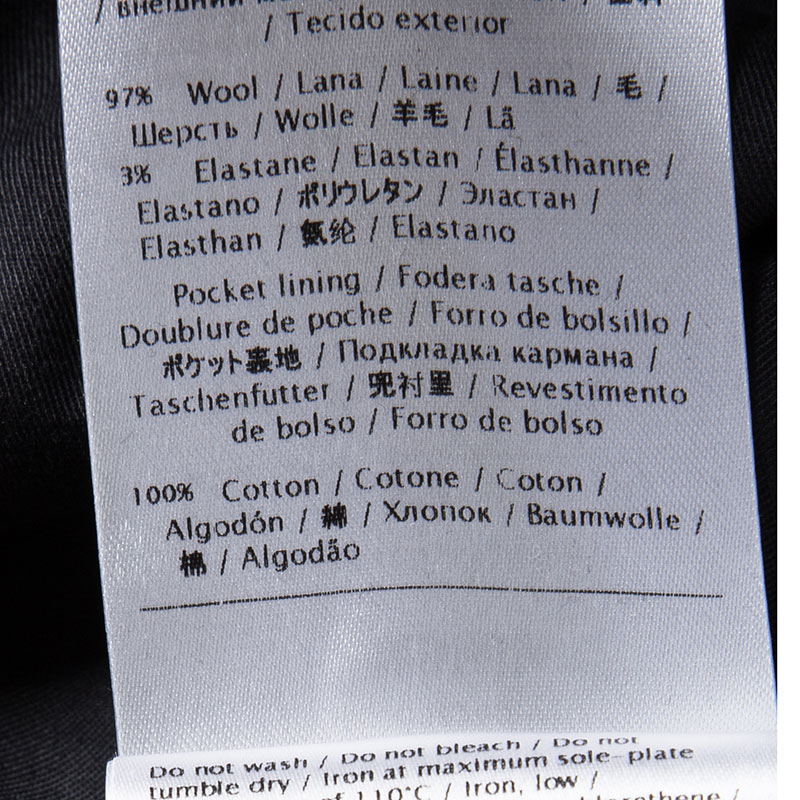 / внешний
/ Tecido exterior
97% Wool / Lana / Laine / Lana / 毛 /
Шерсть / Wolle / 羊毛 / Lã
3% Elastane / Elastan / Élasthanne /
Elastano / ポリウレタン / Эластан /
Elasthan / 氨纶 / Elastano
Pocket lining / Fodera tasche /
Doublure de poche / Forro de bolsillo /
ポケット裏地 / Подкладка кармана /
Taschenfutter / 兜衬里 / Revestimento
de bolso / Forro de bolso
100% Cotton / Cotone / Coton /
Algodón / 綿 / Хлопок / Baumwolle /
棉 / Algodão
Do not wash / Do not bleach / Do not
tumble dry / Iron at maximum sole-plate
of 110°C / Iron, low /